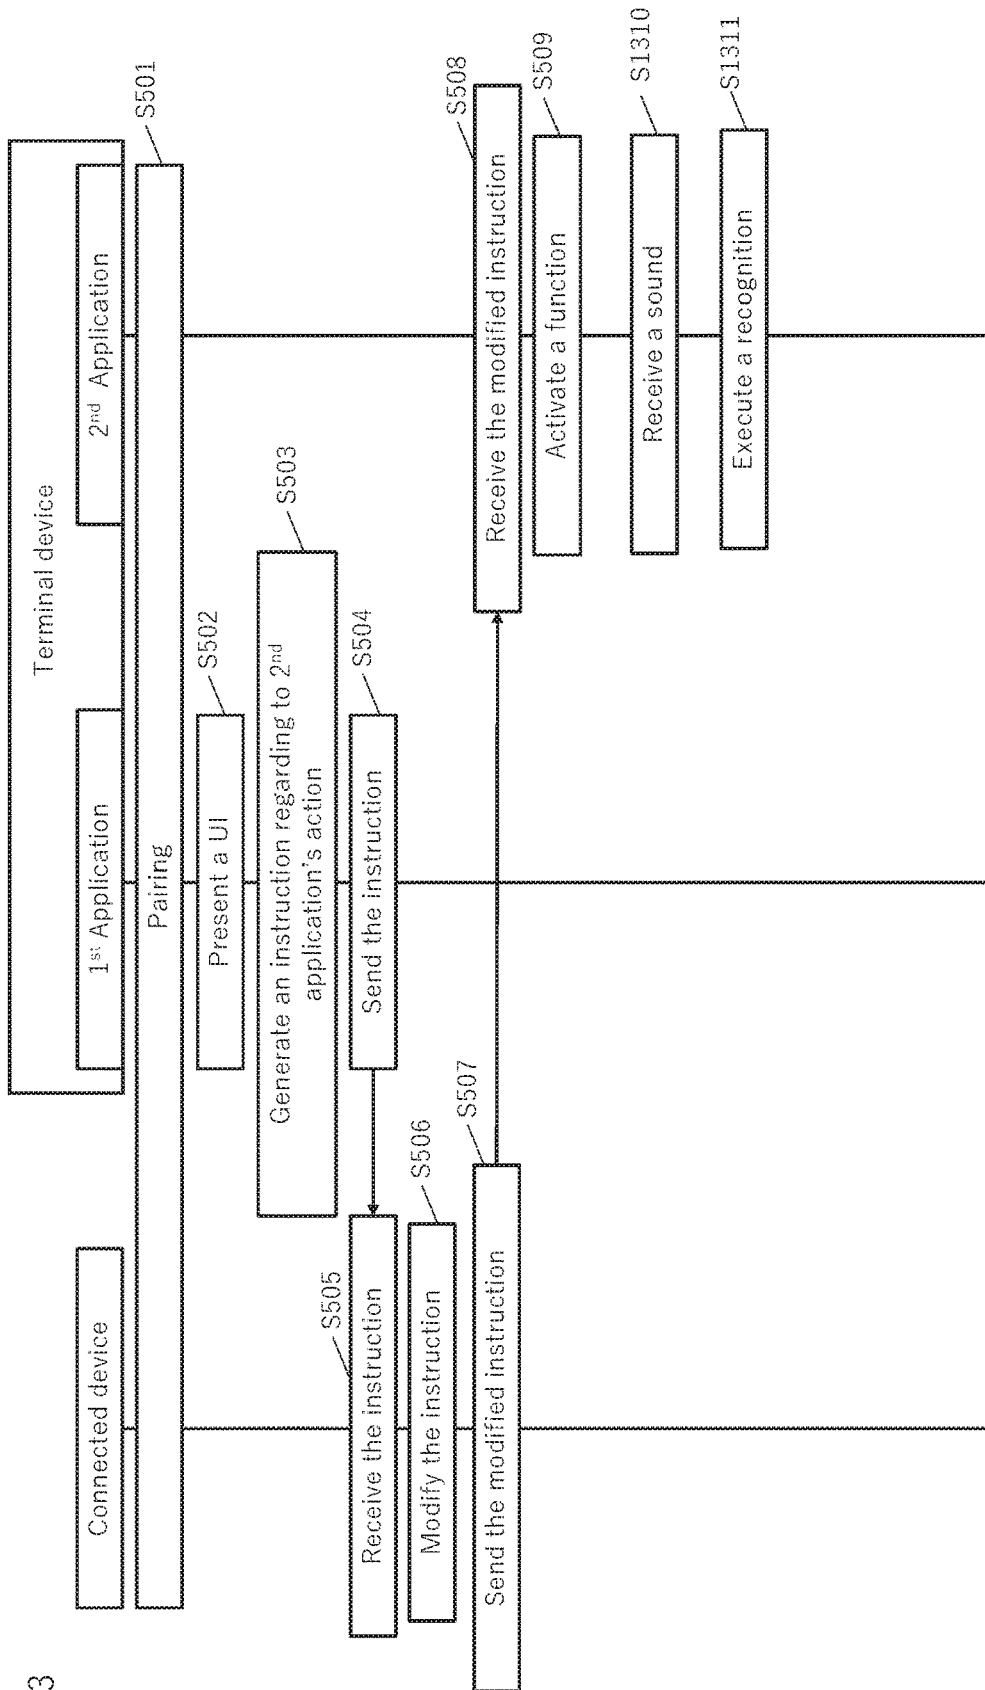 3
Terminal device
Connected device
1st Application
2nd Application
S501
Pairing
S502
Present a UI
S503
Generate an instruction regarding to 2nd
application's action
S504
Send the instruction
S505
Receive the instruction
S506
Modify the instruction
S507
Send the modified instruction
S508
Receive the modified instruction
S509
Activate a function
S1310
Receive a sound
S1311
Execute a recognition